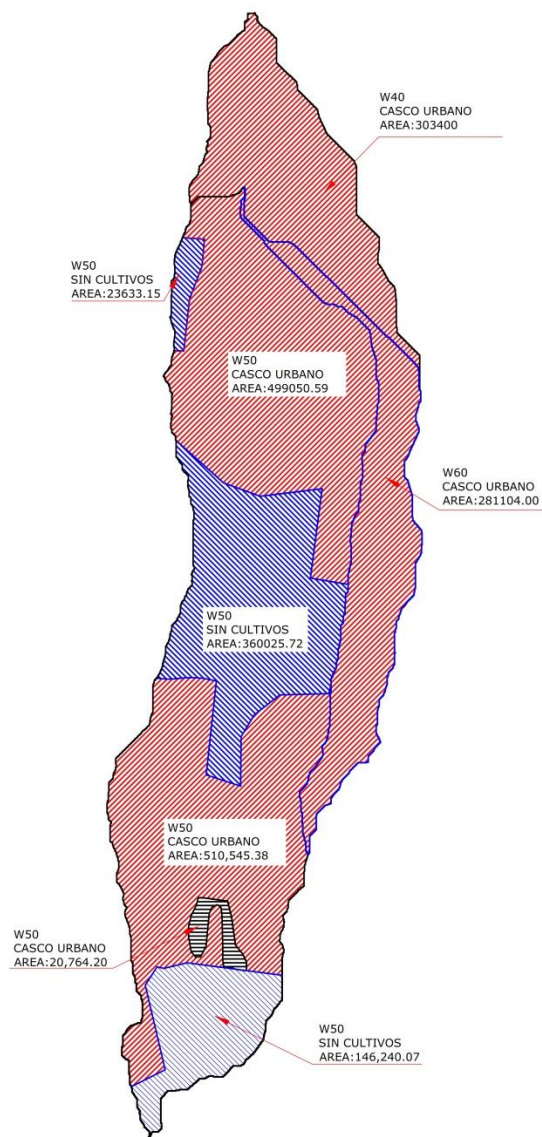 W40
CASCO URBANO
AREA:303400
W50
SIN CULTIVOS
AREA:23633.15
W50
CASCO URBANO
AREA:499050.59
W60
CASCO URBANO
AREA:281104.00
W50
SIN CULTIVOS
AREA:360025.72
W50
CASCO URBANO
AREA:510,545.38
W50
CASCO URBANO
AREA:20,764.20
W50
SIN CULTIVOS
AREA:146,240.07